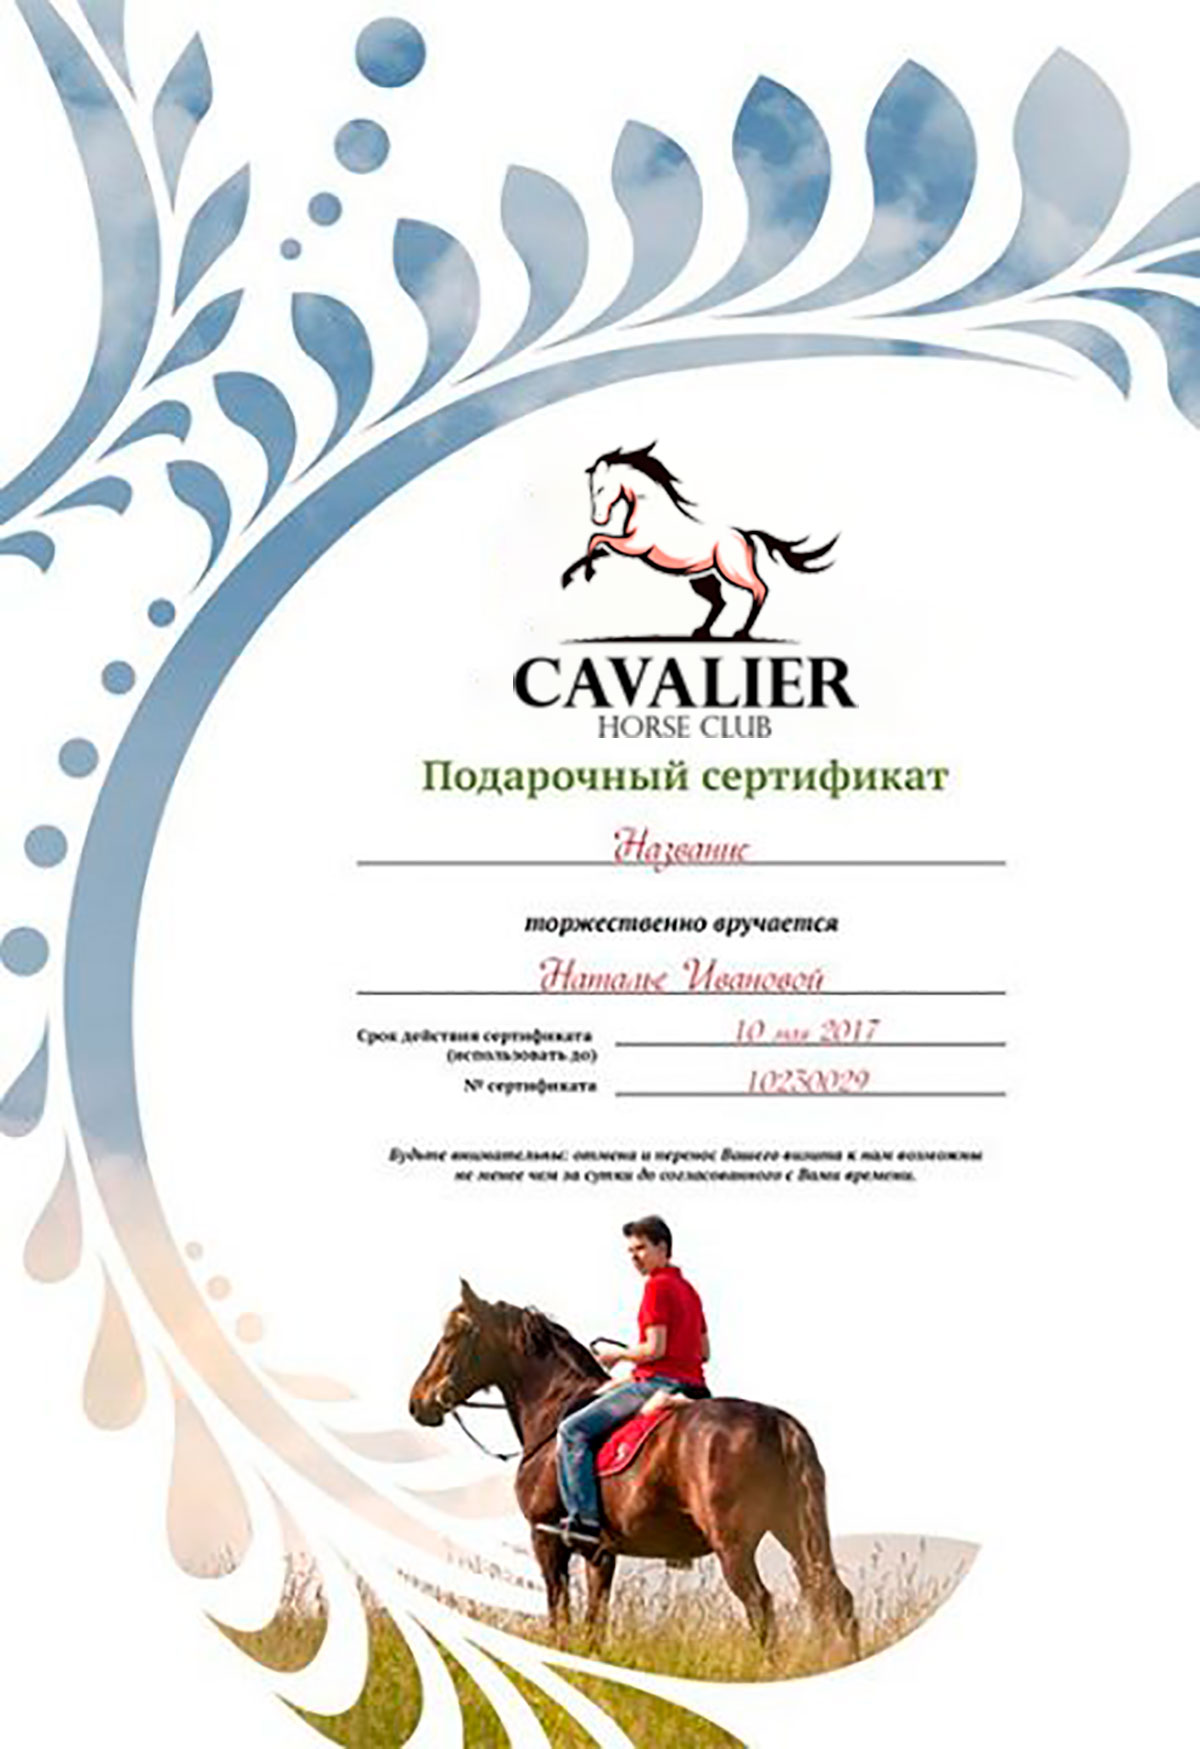 CAVALIER
HORSE CLUB
Подарочный сертификат
Название
торжественно вручается
Наталье Ивановой
Срок действия сертификата 10 мая 2017
(использовать до)
№ сертификата 10230029
Будьте внимательны: отмена и перенос Вашего визита к нам возможны
не менее чем за сутки до согласованного с Вами времени.